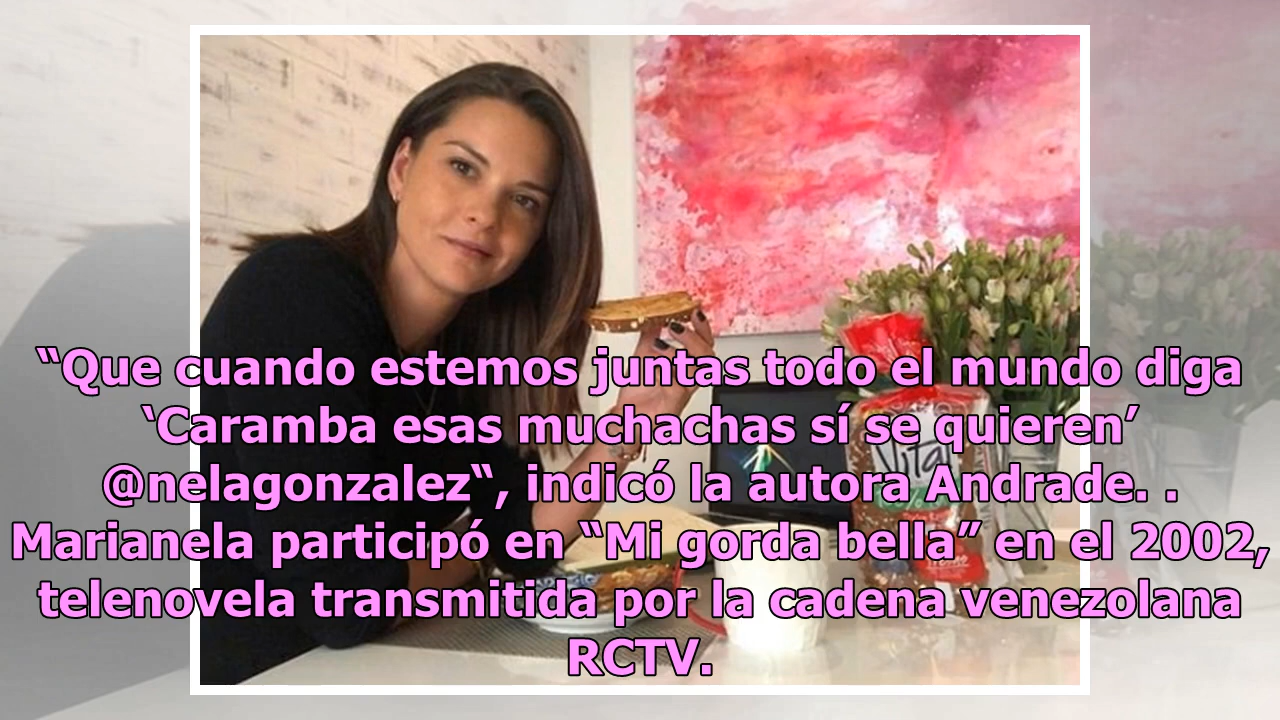 “Que cuando estemos juntas todo el mundo diga
‘Caramba esas muchachas sí se quieren’
@nelagonzalez“, indicó la autora Andrade. .
Marianela participó en “Mi gorda bella” en el 2002,
telenovela transmitida por la cadena venezolana
RCTV.
Vital